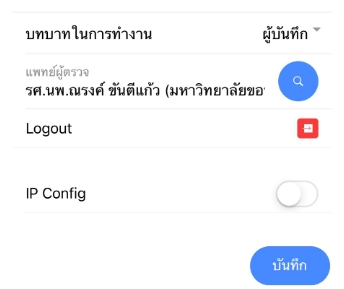 บทบาทในการทำงาน ผู้บันทึก
แพทย์ผู้ตรวจ
รศ.นพ.ณรงค์ ขันตีแก้ว (มหาวิทยาลัยขอ
Logout
IP Config
บันทึก